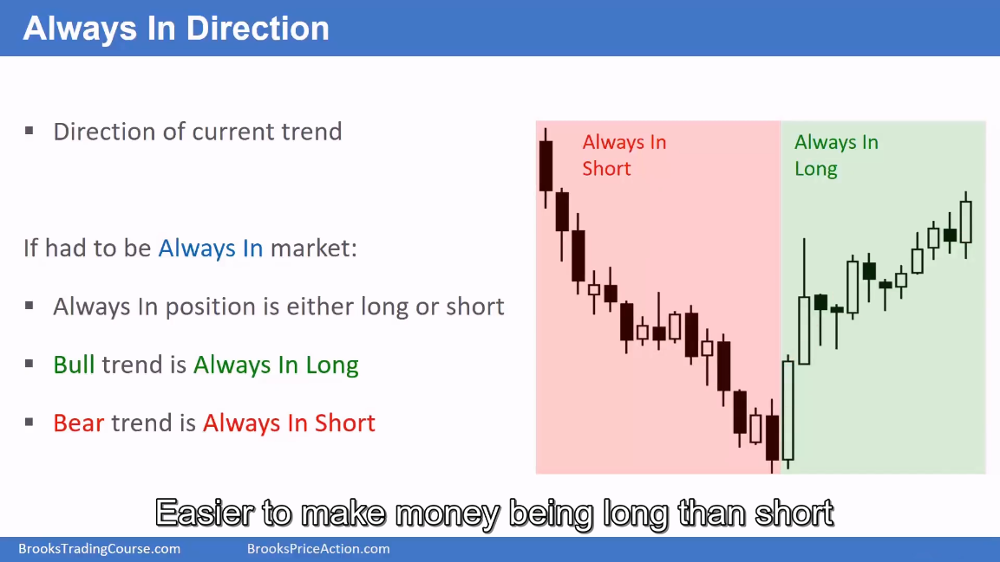 Always In Direction
▪ Direction of current trend
If had to be Always In market:
▪ Always In position is either long or short
▪ Bull trend is Always In Long
▪ Bear trend is Always In Short
Always In
Short
Always In
Long
Easier to make money being long than short
BrooksTradingCourse.com
BrooksPriceAction.com